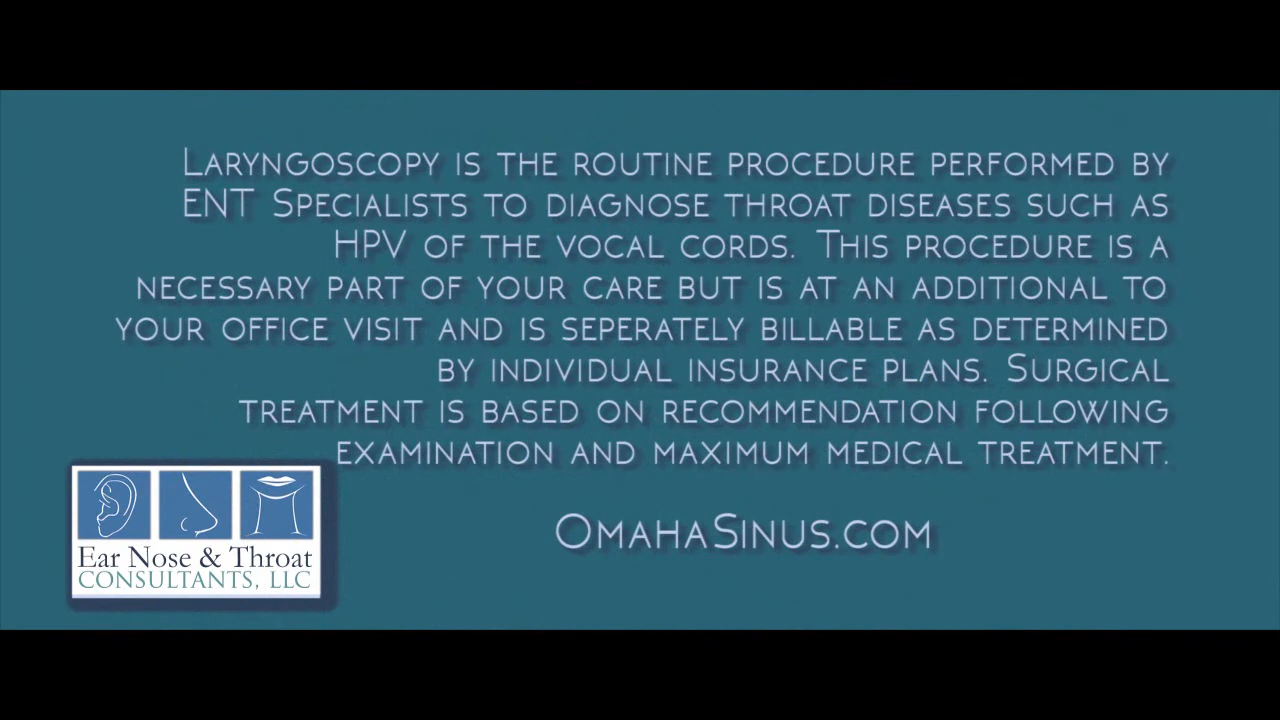 Laryngoscopy is the routine procedure performed by
ENT Specialists to diagnose throat diseases such as
HPV of the vocal cords. This procedure is a
necessary part of your care but is at an additional to
your office visit and is seperately billable as determined
by individual insurance plans. Surgical
treatment is based on recommendation following
examination and maximum medical treatment.
OmahaSinus.com
Ear Nose & Throat
CONSULTANTS, LLC